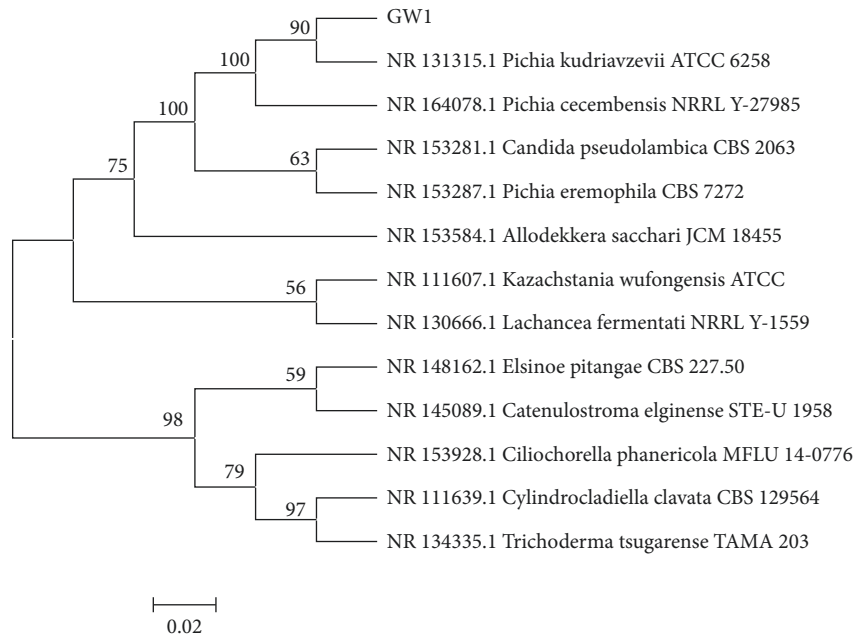 GW1
90
NR 131315.1 Pichia kudriavzevii ATCC 6258
100
NR 164078.1 Pichia cecembensis NRRL Y-27985
100
NR 153281.1 Candida pseudolambica CBS 2063
63
75
NR 153287.1 Pichia eremophila CBS 7272
NR 153584.1 Allodekkera sacchari JCM 18455
NR 111607.1 Kazachstania wufongensis ATCC
56
NR 130666.1 Lachancea fermentati NRRL Y-1559
NR 148162.1 Elsinoe pitangae CBS 227.50
59
NR 145089.1 Catenulostroma elginense STE-U 1958
98
NR 153928.1 Ciliochorella phanericola MFLU 14-0776
79
NR 111639.1 Cylindrocladiella clavata CBS 129564
97
NR 134335.1 Trichoderma tsugarense TAMA 203
0.02